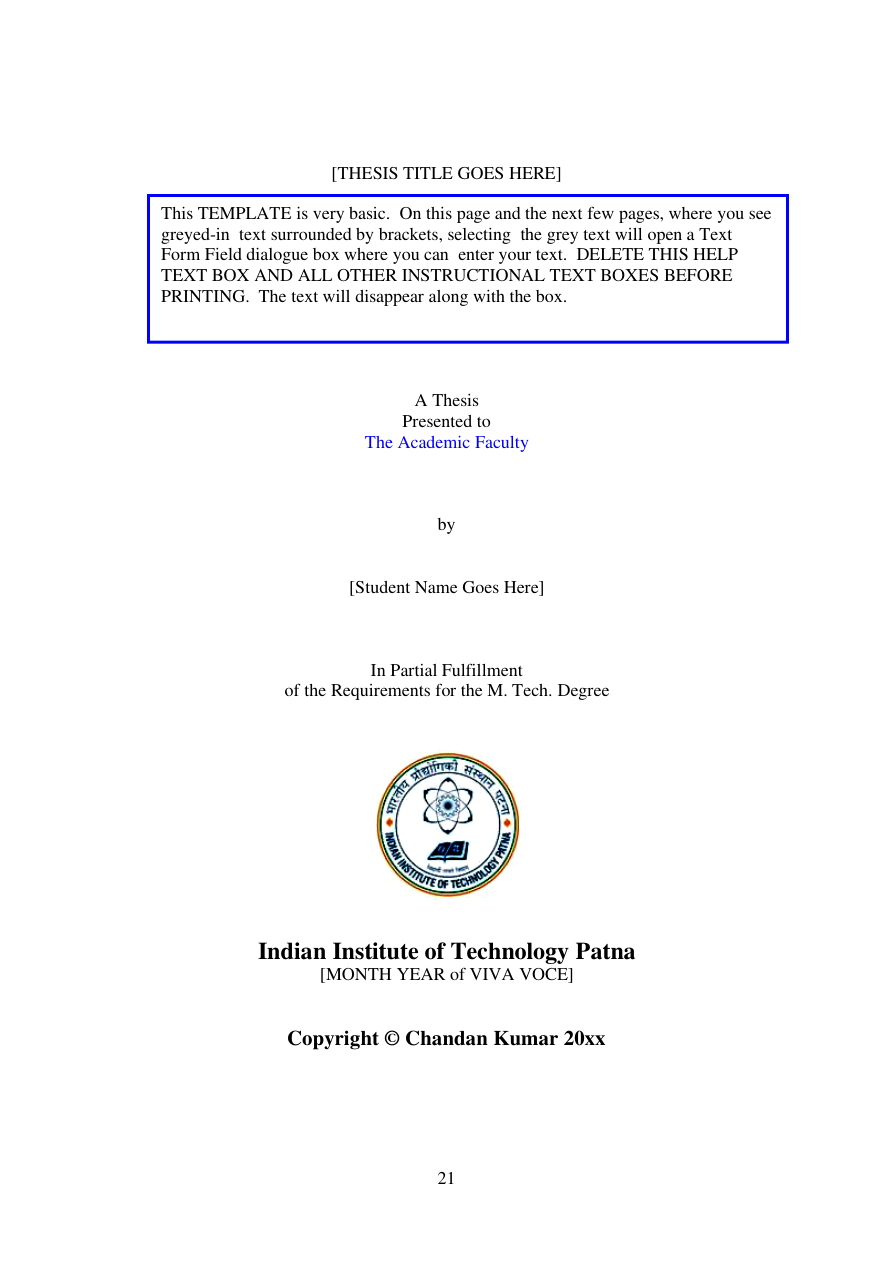 [THESIS TITLE GOES HERE]
This TEMPLATE is very basic.  On this page and the next few pages, where you see
greyed-in  text surrounded by brackets, selecting  the grey text will open a Text
Form Field dialogue box where you can  enter your text.  DELETE THIS HELP
TEXT BOX AND ALL OTHER INSTRUCTIONAL TEXT BOXES BEFORE
PRINTING.  The text will disappear along with the box.
A Thesis
Presented to
The Academic Faculty
by
[Student Name Goes Here]
In Partial Fulfillment
of the Requirements for the M. Tech. Degree
भारतीय प्रौद्योगिकी संस्थान पटना
INDIAN INSTITUTE OF TECHNOLOGY PATNA
Indian Institute of Technology Patna
[MONTH YEAR of VIVA VOCE]
Copyright © Chandan Kumar 20xx
21